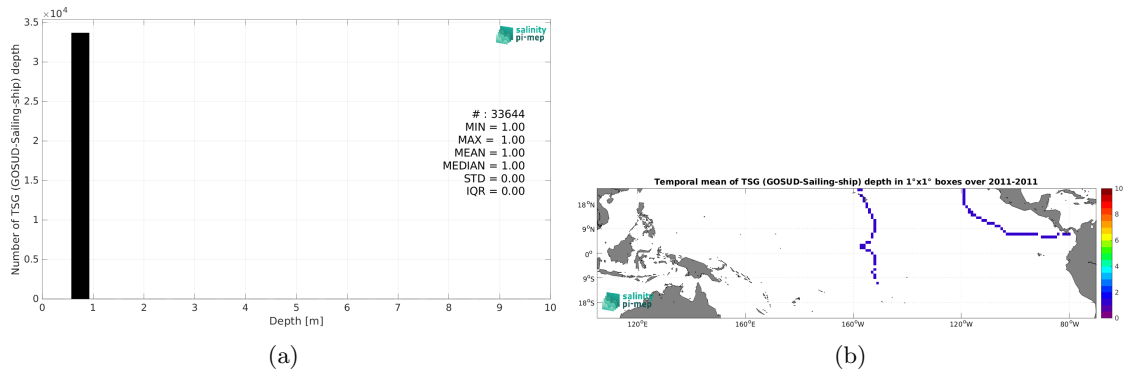 ×10⁴
3.5
3
2.5
2
1.5
1
0.5
0
Number of TSG (GOSUD-Sailing-ship) depth
salinity
pi-mep
# : 33644
MIN = 1.00
MAX = 1.00
MEAN = 1.00
MEDIAN = 1.00
STD = 0.00
IQR = 0.00
0 1 2 3 4 5 6 7 8 9 10
Depth [m]
(a)
Temporal mean of TSG (GOSUD-Sailing-ship) depth in 1°x1° boxes over 2011-2011
18°N
9°N
0°
9°S
18°S
salinity
pi-mep
120°E 160°E 160°W 120°W 80°W
10
8
6
4
2
0
(b)